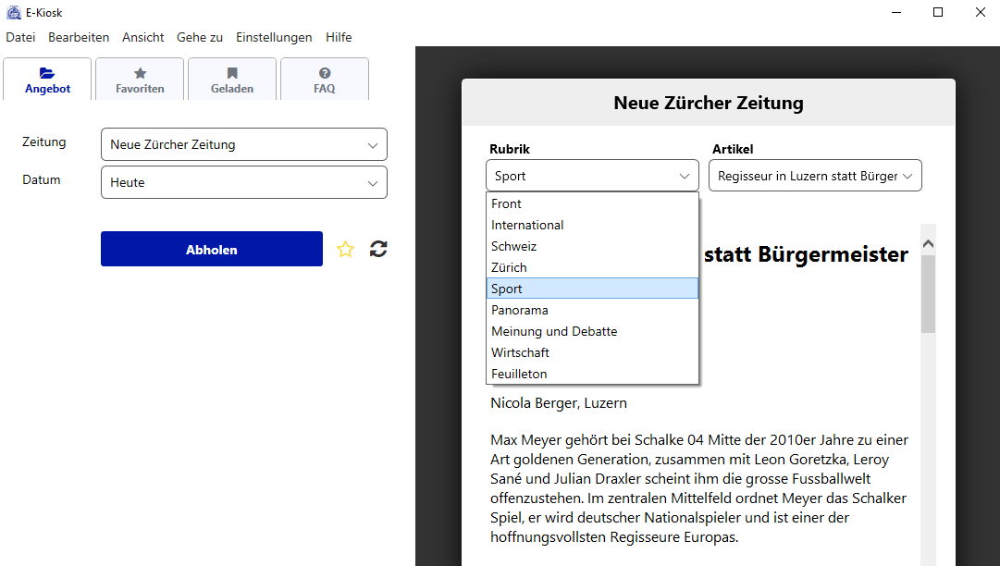 E-Kiosk
Datei Bearbeiten Ansicht Gehe zu Einstellungen Hilfe
Angebot Favoriten Geladen FAQ
Zeitung Neue Zürcher Zeitung
Datum Heute
Abholen
Neue Zürcher Zeitung
Rubrik Artikel
Sport Regisseur in Luzern statt Bürger
Front
International
Schweiz
Zürich
Sport
Panorama
Meinung und Debatte
Wirtschaft
Feuilleton
statt Bürgermeister
Nicola Berger, Luzern
Max Meyer gehört bei Schalke 04 Mitte der 2010er Jahre zu einer
Art goldenen Generation, zusammen mit Leon Goretzka, Leroy
Sané und Julian Draxler scheint ihm die grosse Fussballwelt
offenzustehen. Im zentralen Mittelfeld ordnet Meyer das Schalker
Spiel, er wird deutscher Nationalspieler und ist einer der
hoffnungsvollsten Regisseure Europas.